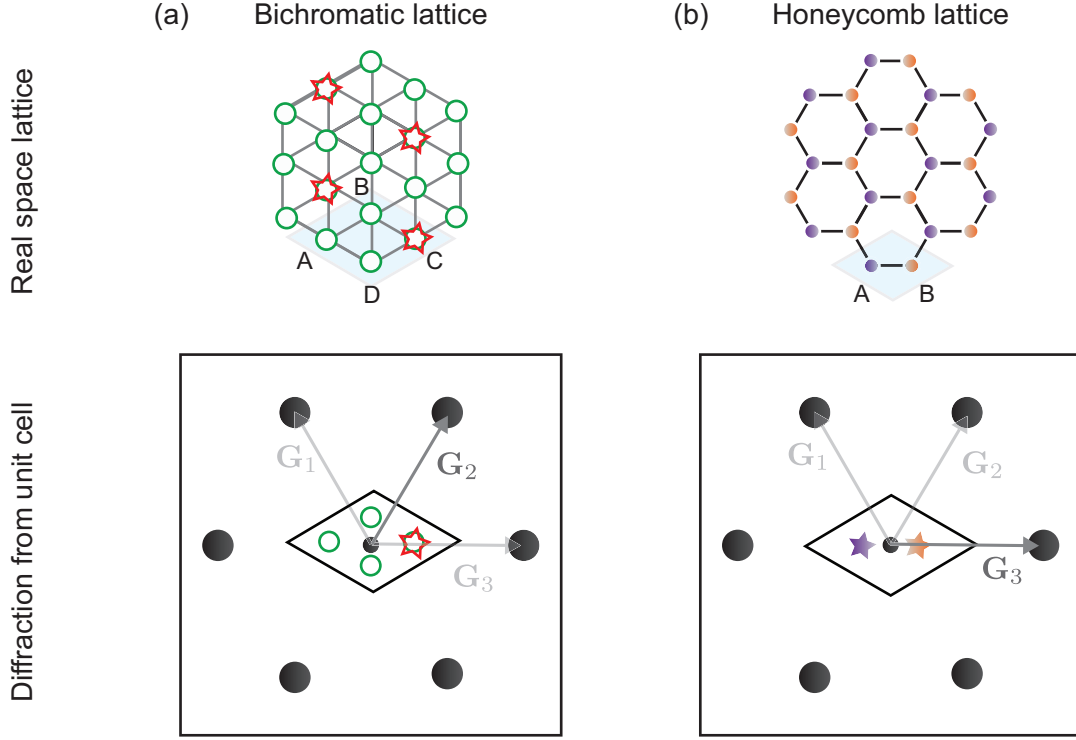 (a) Bichromatic lattice
(b) Honeycomb lattice
Real space lattice
B
A
C
D
A
B
Diffraction from unit cell
G₁
G₂
G₃
G₁
G₂
G₃